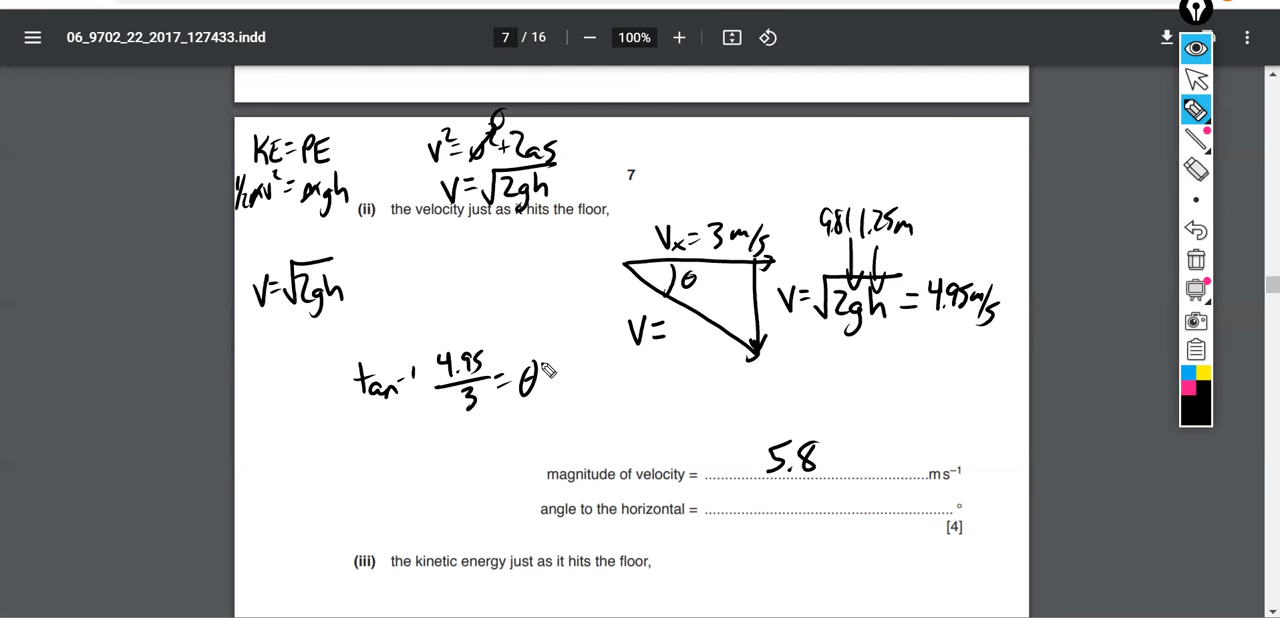 06_9702_22_2017_127433.indd
7 / 16
100%
KE = PE
½mv² = mgh
V² = u² + 2as
V = √2gh
7
(ii) the velocity just as it hits the floor,
Vx = 3 m/s
9.81 1.25m
θ
V = √2gh
V = √2gh = 4.95 m/s
V =
tan⁻¹ 4.95/3 = θ
5.8
magnitude of velocity = ............ m s⁻¹
angle to the horizontal = ............ °
[4]
(iii) the kinetic energy just as it hits the floor,